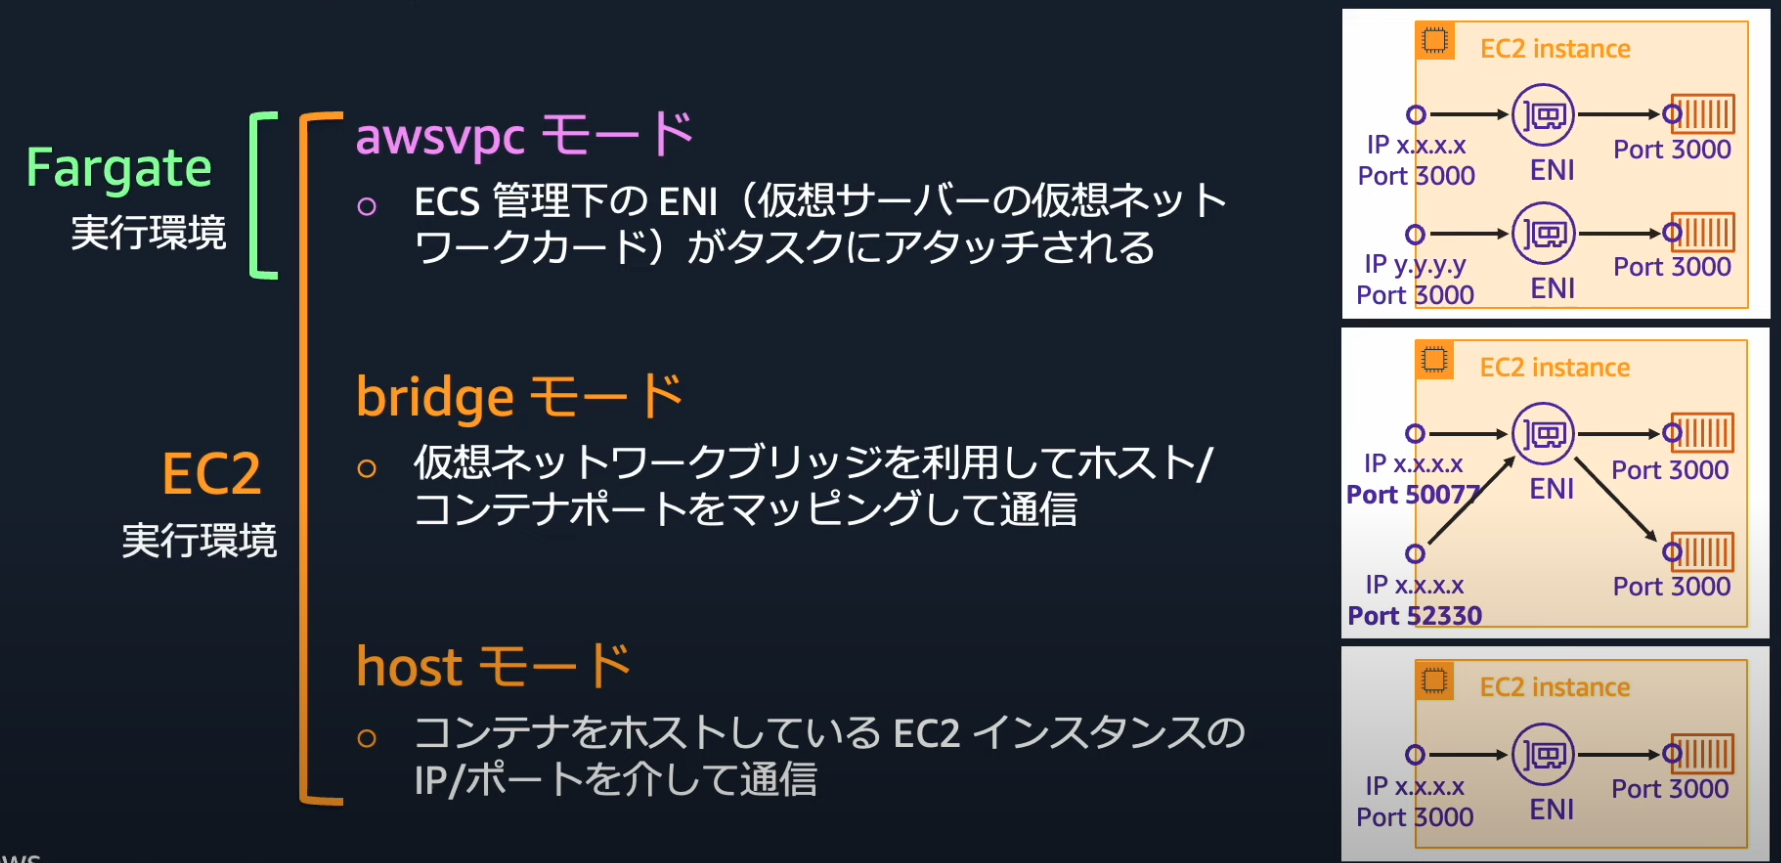 Fargate
実行環境
EC2
実行環境
awsvpc モード
ECS 管理下の ENI（仮想サーバーの仮想ネット
ワークカード）がタスクにアタッチされる
bridge モード
仮想ネットワークブリッジを利用してホスト/
コンテナポートをマッピングして通信
host モード
コンテナをホストしている EC2 インスタンスの
IP/ポートを介して通信
EC2 instance
IP x.x.x.x
Port 3000
ENI
Port 3000
IP y.y.y.y
Port 3000
ENI
Port 3000
EC2 instance
IP x.x.x.x
Port 50077
ENI
Port 3000
IP x.x.x.x
Port 52330
Port 3000
EC2 instance
IP x.x.x.x
Port 3000
ENI
Port 3000